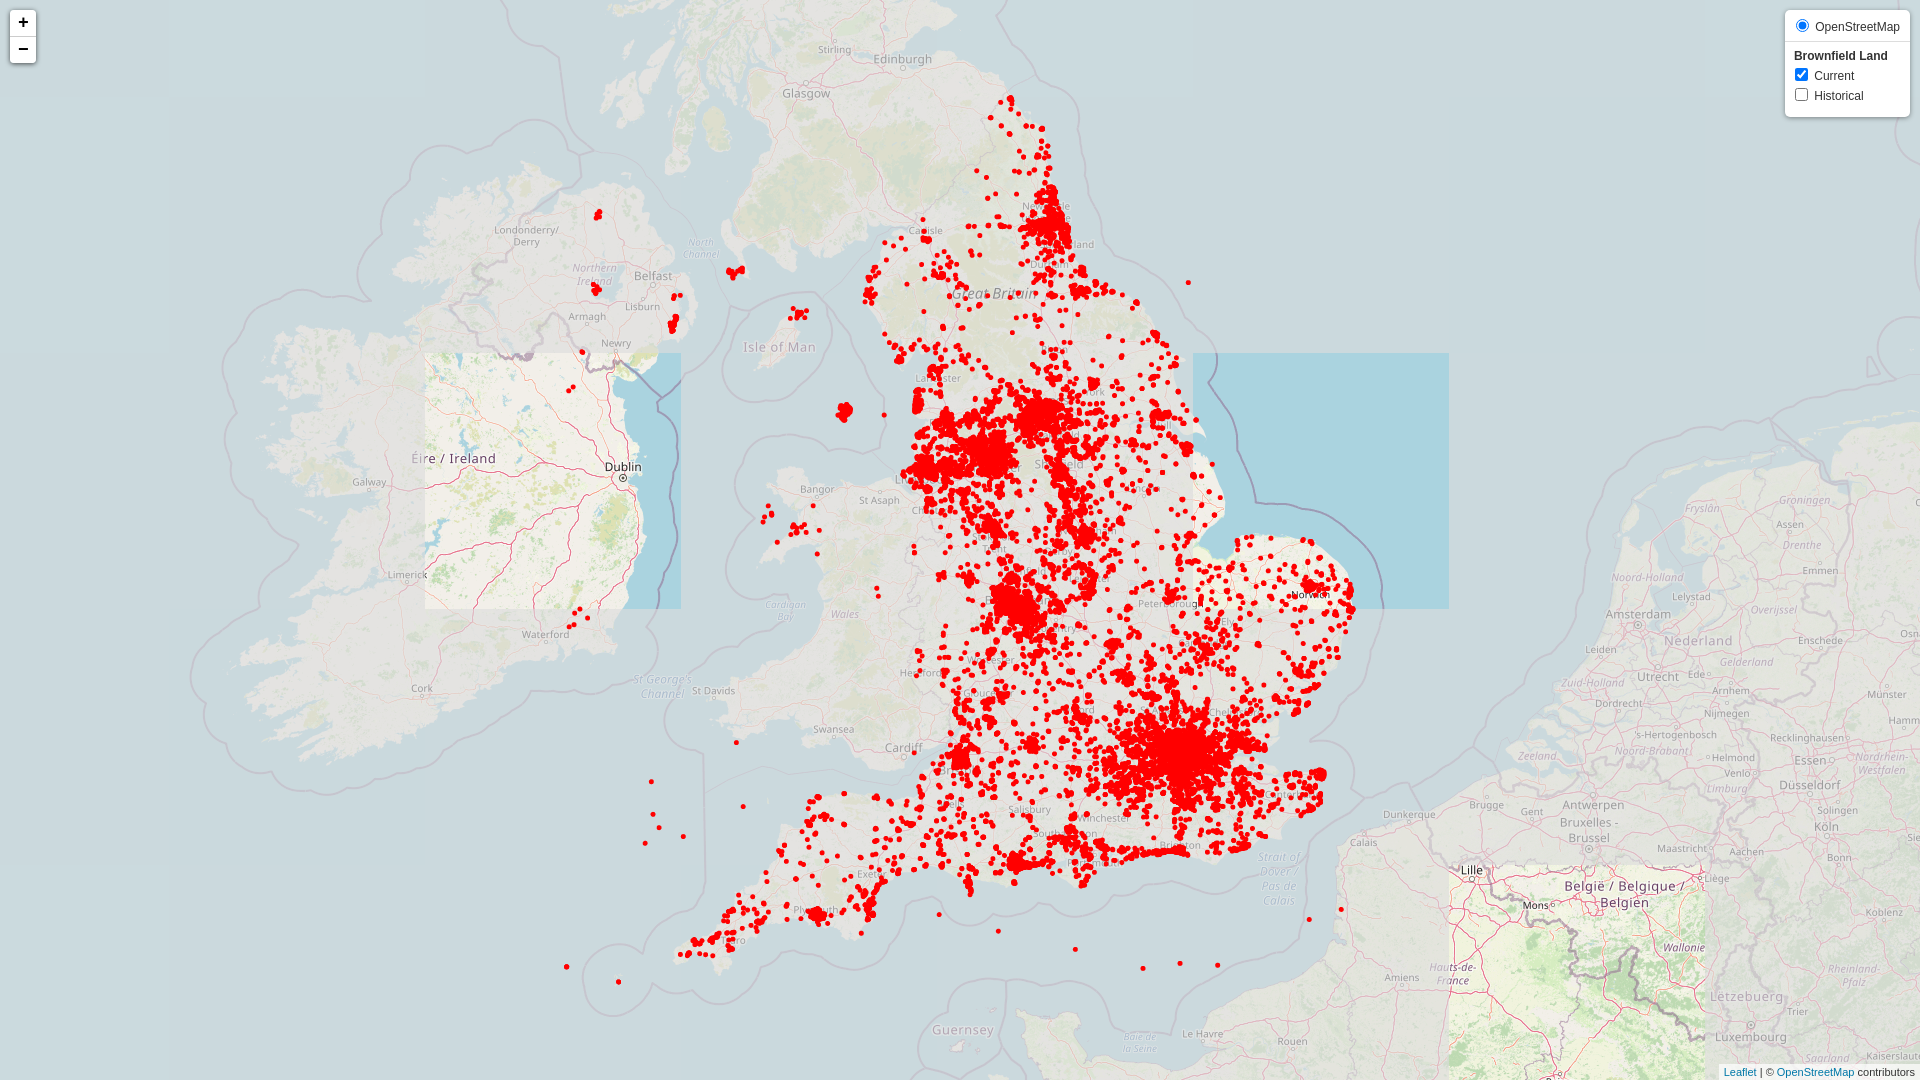 +
−
OpenStreetMap
Brownfield Land
Current
Historical
Stirling
Edinburgh
Glasgow
Londonderry/
Derry
North
Channel
Northern
Ireland
Belfast
Lisburn
Armagh
Newry
Isle of Man
Carlisle
Great Britain
Éire / Ireland
Dublin
Galway
Limerick
Waterford
Cork
St George's
Channel
Bangor
St Asaph
Cardigan
Bay
Wales
St Davids
Swansea
Cardiff
Peterborough
Ely
Norwich
Salisbury
Winchester
Brighton
Exeter
Plymouth
Truro
Strait of
Dover /
Pas de
Calais
Guernsey
Baie de
la Seine
Le Havre
Rouen
Amiens
Hauts-de-
France
Calais
Dunkerque
Lille
Mons
België / Belgique /
Belgien
Wallonie
Brugge
Gent
Antwerpen
Bruxelles -
Brussel
Maastricht
Aachen
Liège
Zeeland
Noord-Brabant
's-Hertogenbosch
Helmond
Venlo
Limburg
Essen
Düsseldorf
Köln
Bonn
Solingen
Recklinghausen
Nordrhein-
Westfalen
Koblenz
Rheinland-
Pfalz
Trier
Lëtzebuerg
Luxembourg
Saarland
Kaiserslautern
Zuid-Holland
Dordrecht
Leiden
Utrecht
Ede
Arnhem
Nijmegen
Gelderland
Münster
Hamm
Amsterdam
Nederland
Noord-Holland
Lelystad
Overijssel
Enschede
Emmen
Drenthe
Assen
Groningen
Fryslân
Leaflet | © OpenStreetMap contributors